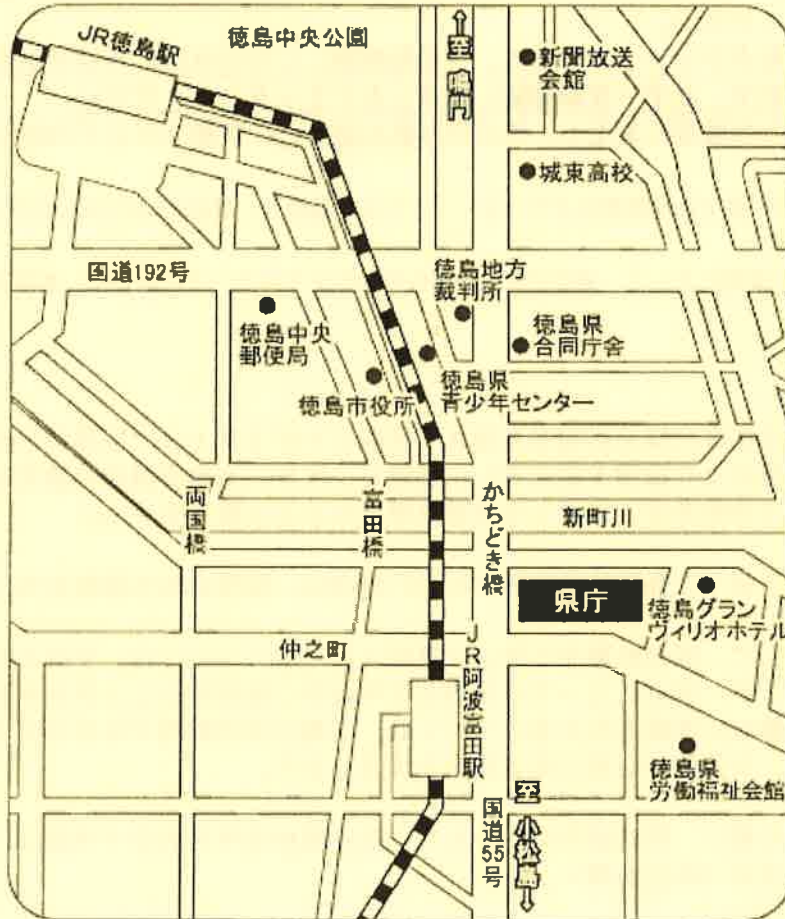 JR徳島駅
徳島中央公園
至 鳴門
新聞放送
会館
城東高校
国道192号
徳島地方
裁判所
徳島中央
郵便局
徳島県
合同庁舎
徳島市役所
徳島県
青少年センター
両国橋
富田橋
かちどき橋
新町川
県庁
徳島グラン
ヴィリオホテル
仲之町
JR阿波富田駅
徳島県
労働福祉会館
国道55号
至 小松島